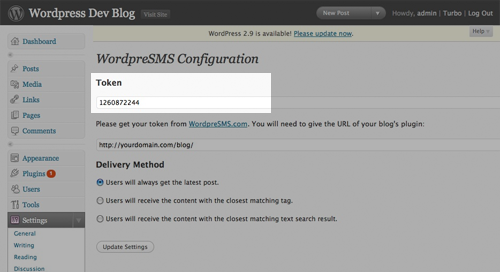 Wordpress Dev Blog Visit Site New Post Howdy, admin | Turbo | Log Out
WordPress 2.9 is available! Please update now. Help
Dashboard
Posts
Media
Links
Pages
Comments
Appearance
Plugins 1
Users
Tools
Settings
General
Writing
Reading
Discussion
WordpreSMS Configuration
Token
1260872244
Please get your token from WordpreSMS.com. You will need to give the URL of your blog's plugin:
http://yourdomain.com/blog/
Delivery Method
Users will always get the latest post.
Users will receive the content with the closest matching tag.
Users will receive the content with the closest matching text search result.
Update Settings